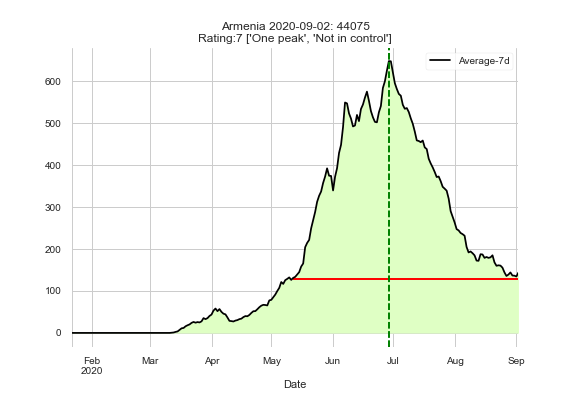 Armenia 2020-09-02: 44075
Rating:7 ['One peak', 'Not in control']
Average-7d
600
500
400
300
200
100
0
Feb Mar Apr May Jun Jul Aug Sep
2020
Date